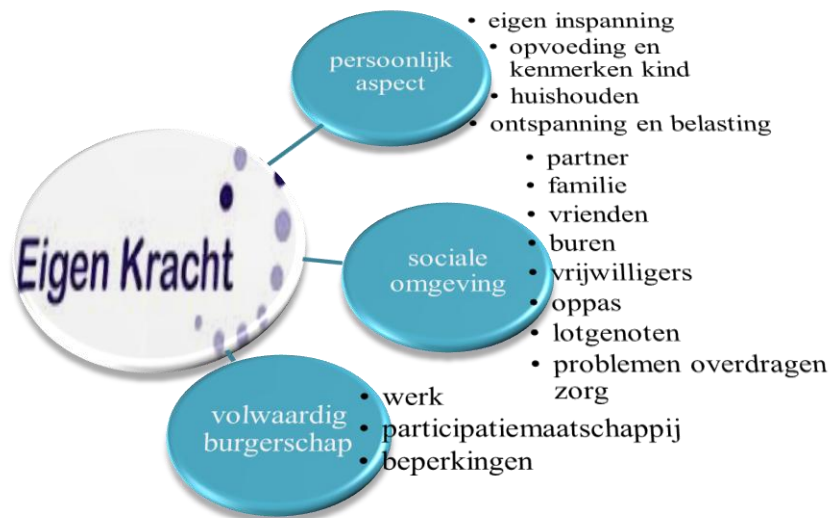 Eigen Kracht
persoonlijk
aspect
• eigen inspanning
• opvoeding en
kenmerken kind
• huishouden
• ontspanning en belasting
sociale
omgeving
• partner
• familie
• vrienden
• buren
• vrijwilligers
• oppas
• lotgenoten
• problemen overdragen
zorg
volwaardig
burgerschap
• werk
• participatiemaatschappij
• beperkingen